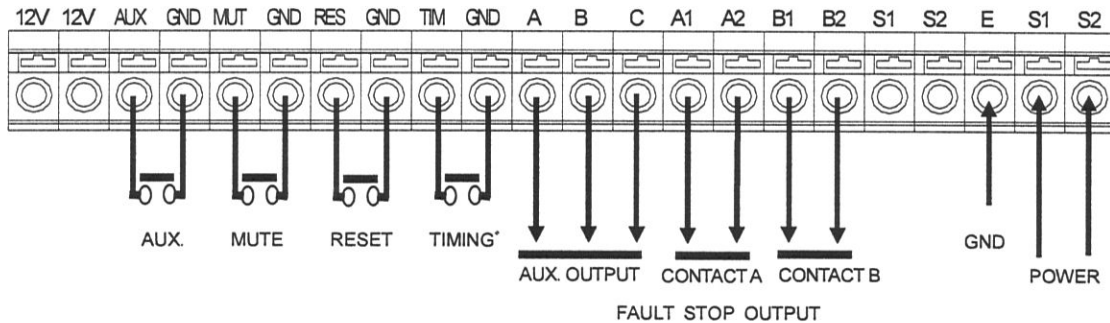 12V 12V AUX GND MUT GND RES GND TIM GND A B C A1 A2 B1 B2 S1 S2 E S1 S2
AUX. MUTE RESET TIMING* GND
AUX. OUTPUT CONTACT A CONTACT B POWER
FAULT STOP OUTPUT